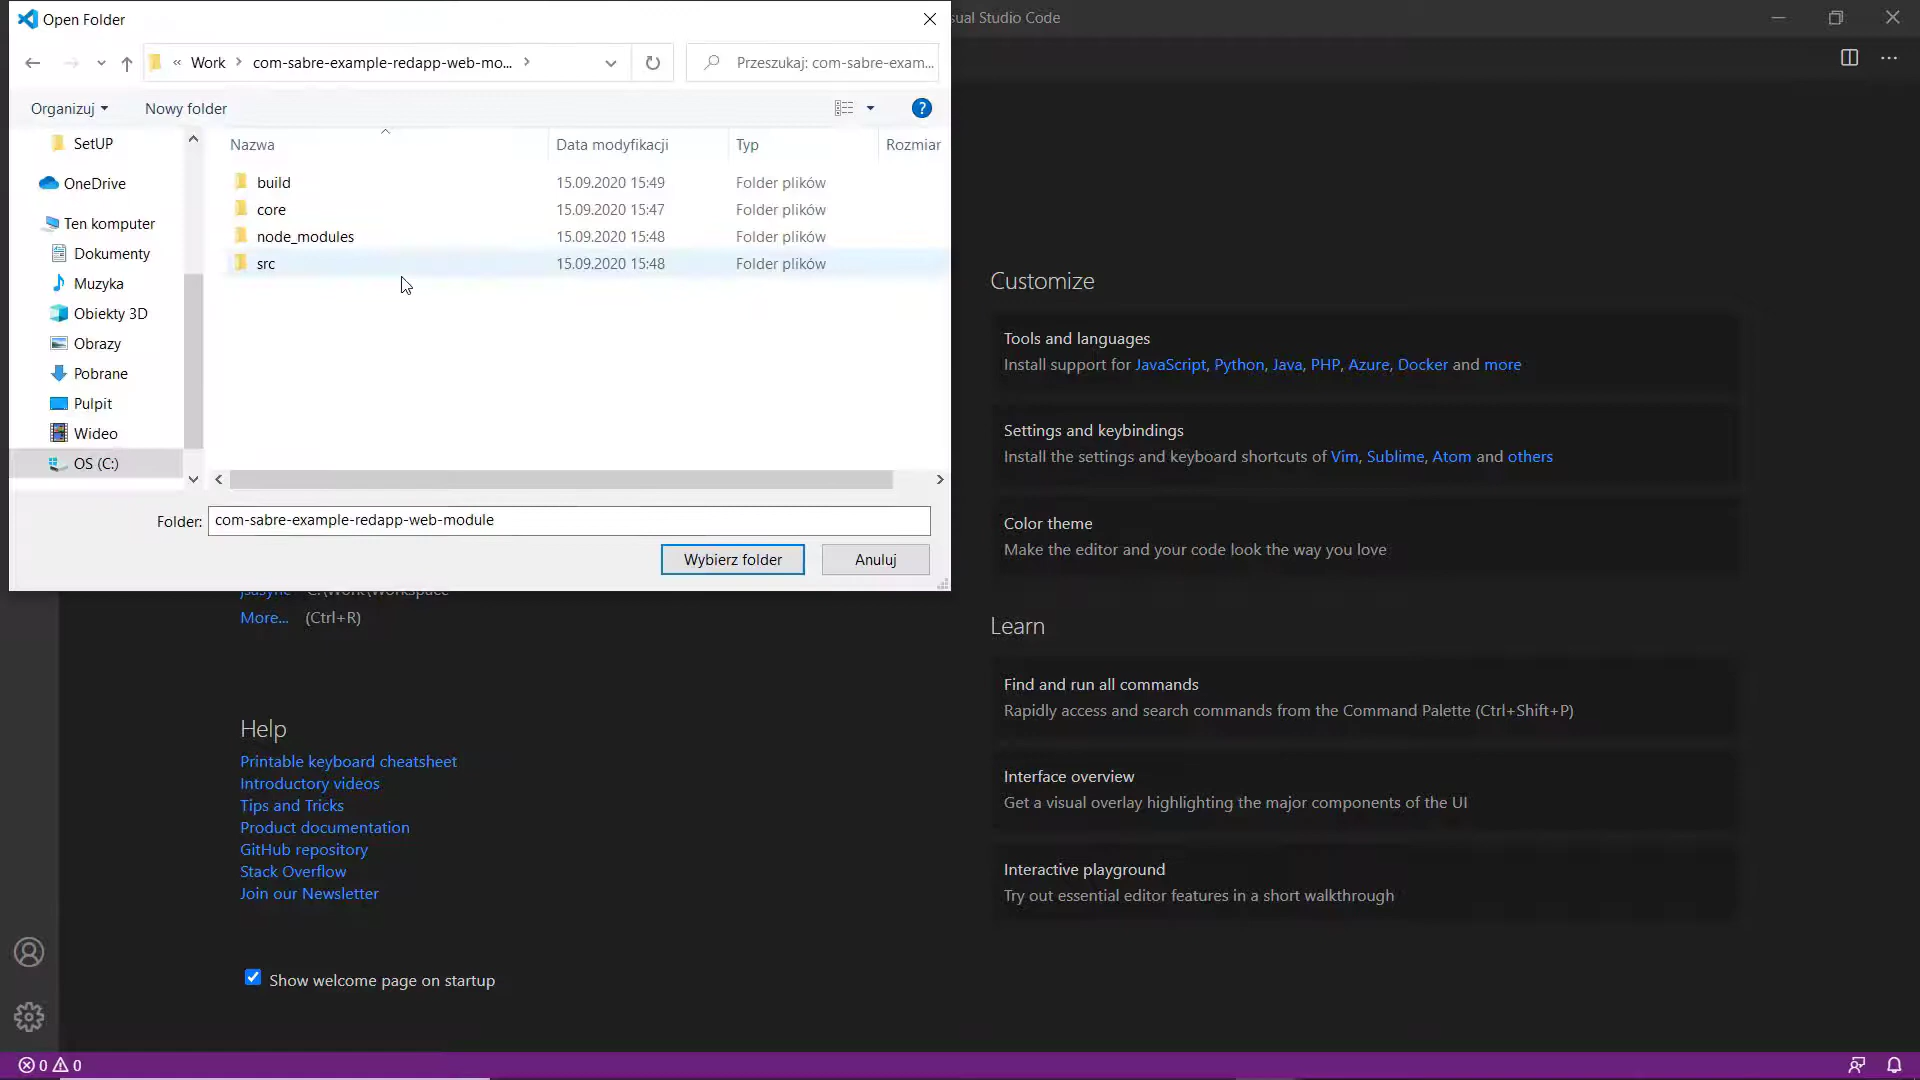 Open Folder
sual Studio Code
« Work > com-sabre-example-redapp-web-mo... >
Przeszukaj: com-sabre-exam...
Organizuj
Nowy folder
?
SetUP
OneDrive
Ten komputer
Dokumenty
Muzyka
Obiekty 3D
Obrazy
Pobrane
Pulpit
Wideo
OS (C:)
Nazwa Data modyfikacji Typ Rozmiar
build 15.09.2020 15:49 Folder plików
core 15.09.2020 15:47 Folder plików
node_modules 15.09.2020 15:48 Folder plików
src 15.09.2020 15:48 Folder plików
Folder: com-sabre-example-redapp-web-module
Wybierz folder
Anuluj
jsasync C:\Work\Workspace
More... (Ctrl+R)
Help
Printable keyboard cheatsheet
Introductory videos
Tips and Tricks
Product documentation
GitHub repository
Stack Overflow
Join our Newsletter
Show welcome page on startup
Customize
Tools and languages
Install support for JavaScript, Python, Java, PHP, Azure, Docker and more
Settings and keybindings
Install the settings and keyboard shortcuts of Vim, Sublime, Atom and others
Color theme
Make the editor and your code look the way you love
Learn
Find and run all commands
Rapidly access and search commands from the Command Palette (Ctrl+Shift+P)
Interface overview
Get a visual overlay highlighting the major components of the UI
Interactive playground
Try out essential editor features in a short walkthrough
0 0